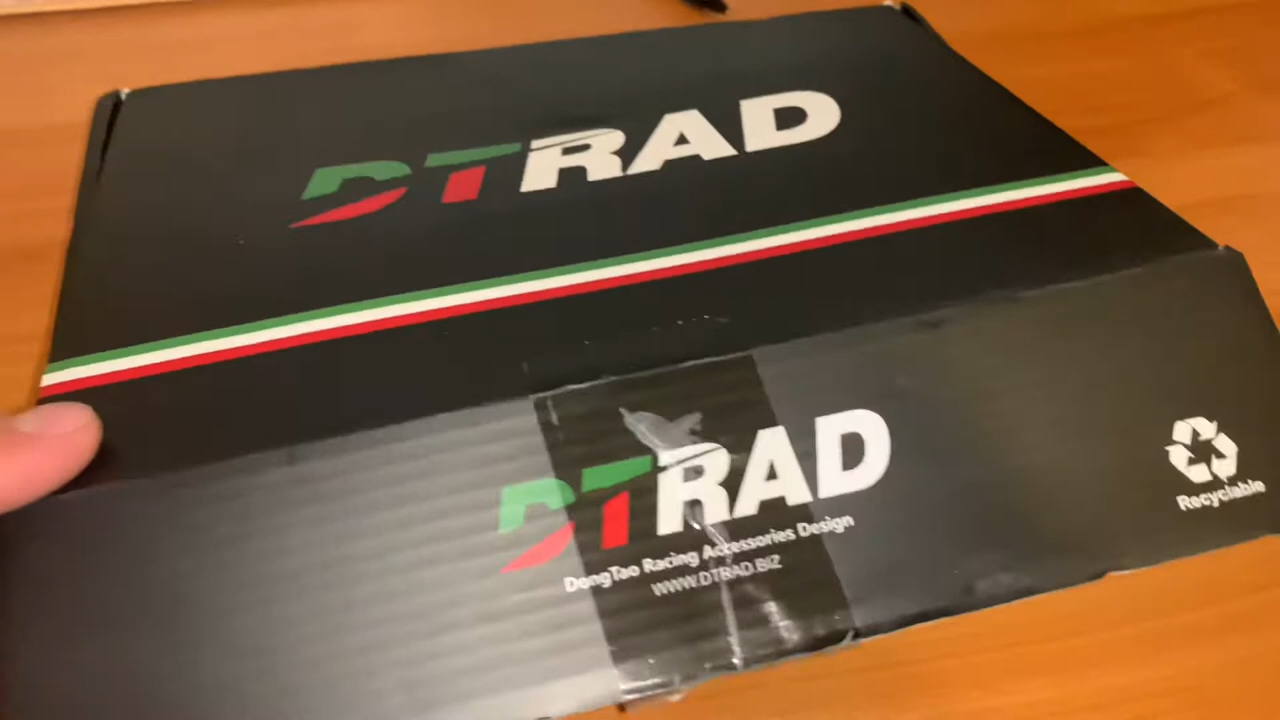 DTRAD
DTRAD
DongTao Racing Accessories Design
WWW.DTRAD.BIZ
Recyclable